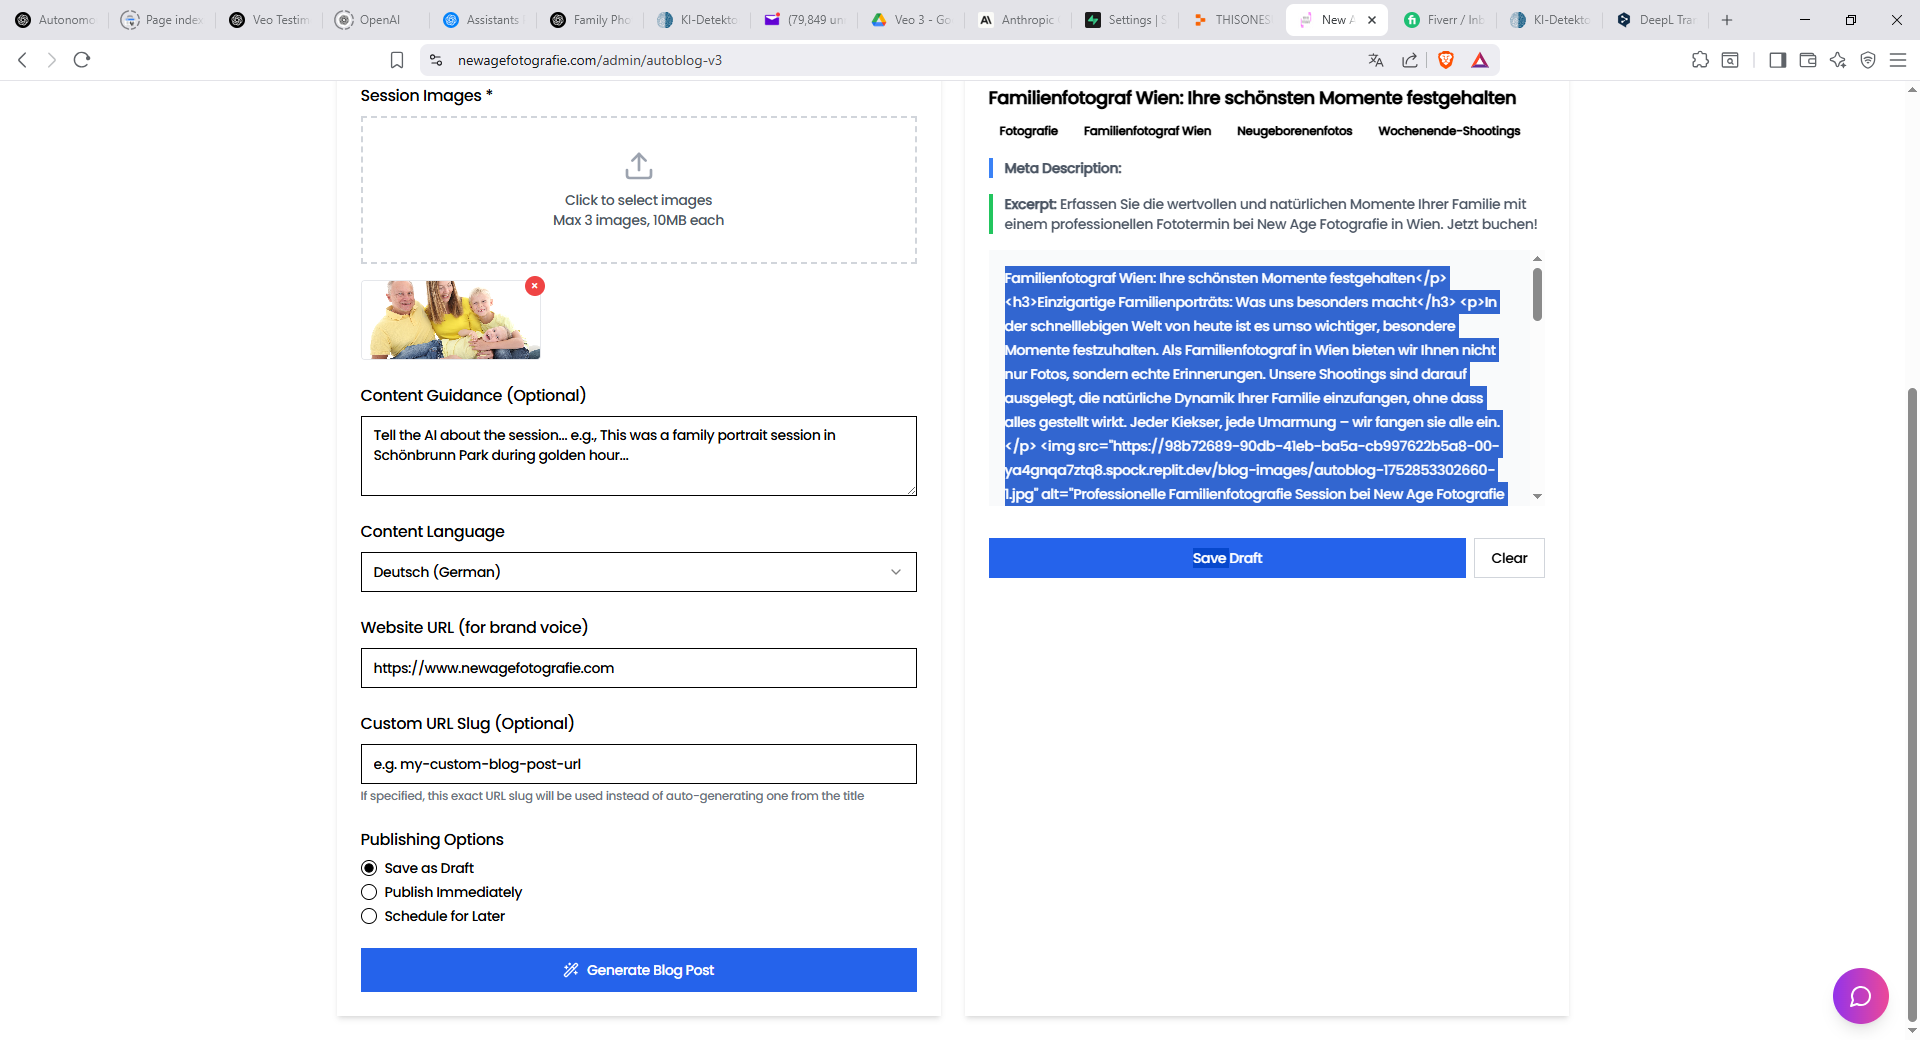 Autonomo
Page index
Veo Testim
OpenAI
Assistants
Family Pho
KI-Detekto
(79,849 un
Veo 3 - Go
Anthropic
Settings | S
THISONES
New A
Fiverr / Inb
KI-Detekto
DeepL Tra
newagefotografie.com/admin/autoblog-v3
Session Images *
Click to select images
Max 3 images, 10MB each
Content Guidance (Optional)
Tell the AI about the session... e.g., This was a family portrait session in
Schönbrunn Park during golden hour...
Content Language
Deutsch (German)
Website URL (for brand voice)
https://www.newagefotografie.com
Custom URL Slug (Optional)
e.g. my-custom-blog-post-url
If specified, this exact URL slug will be used instead of auto-generating one from the title
Publishing Options
Save as Draft
Publish Immediately
Schedule for Later
Generate Blog Post
Familienfotograf Wien: Ihre schönsten Momente festgehalten
Fotografie Familienfotograf Wien Neugeborenenfotos Wochenende-Shootings
Meta Description:
Excerpt: Erfassen Sie die wertvollen und natürlichen Momente Ihrer Familie mit
einem professionellen Fototermin bei New Age Fotografie in Wien. Jetzt buchen!
Familienfotograf Wien: Ihre schönsten Momente festgehalten</p>
<h3>Einzigartige Familienporträts: Was uns besonders macht</h3> <p>In
der schnelllebigen Welt von heute ist es umso wichtiger, besondere
Momente festzuhalten. Als Familienfotograf in Wien bieten wir Ihnen nicht
nur Fotos, sondern echte Erinnerungen. Unsere Shootings sind darauf
ausgelegt, die natürliche Dynamik Ihrer Familie einzufangen, ohne dass
alles gestellt wirkt. Jeder Kiekser, jede Umarmung – wir fangen sie alle ein.
</p> <img src="https://98b72689-90db-41eb-ba5a-cb997622b5a8-00-
ya4gnqa7ztq8.spock.replit.dev/blog-images/autoblog-1752853302660-
1.jpg" alt="Professionelle Familienfotografie Session bei New Age Fotografie
Save Draft
Clear